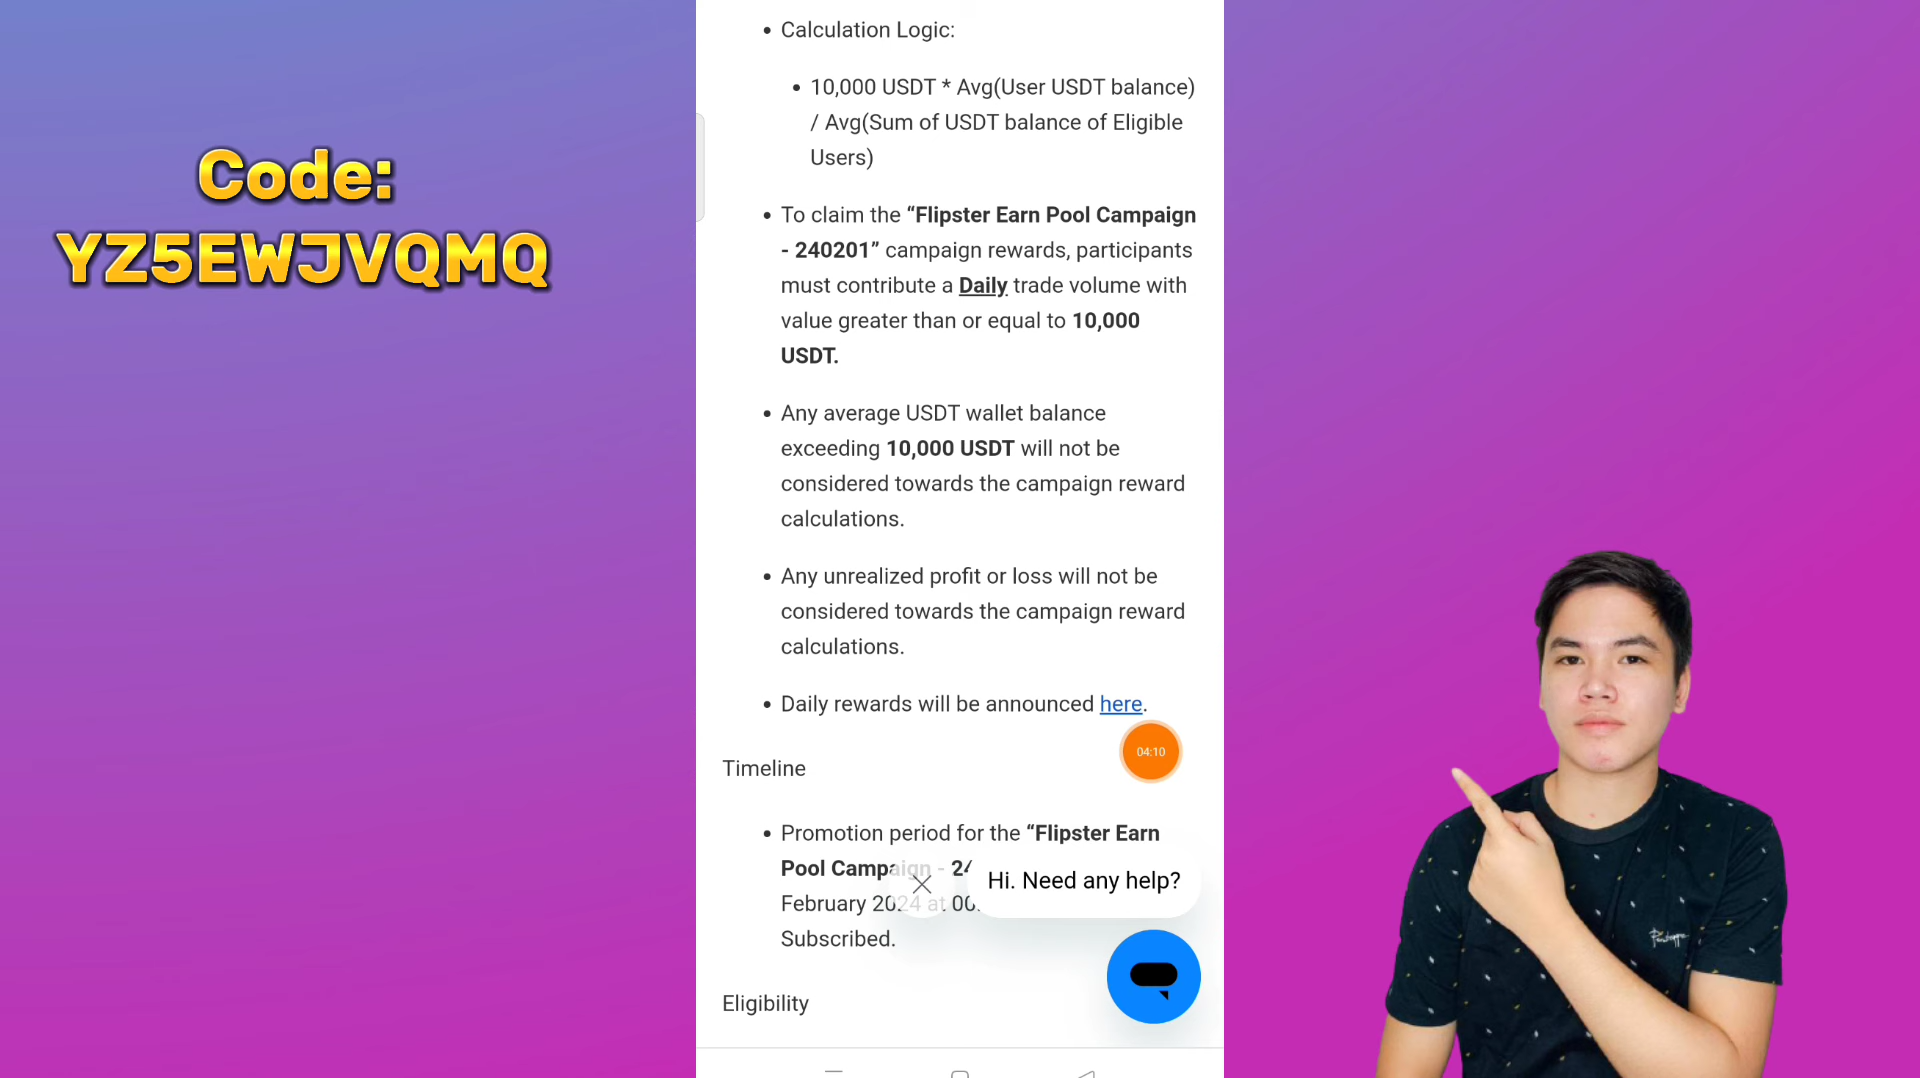 Code:
YZ5EWJVQMQ
Calculation Logic:
10,000 USDT * Avg(User USDT balance)
/ Avg(Sum of USDT balance of Eligible
Users)
To claim the “Flipster Earn Pool Campaign
- 240201” campaign rewards, participants
must contribute a Daily trade volume with
value greater than or equal to 10,000
USDT.
Any average USDT wallet balance
exceeding 10,000 USDT will not be
considered towards the campaign reward
calculations.
Any unrealized profit or loss will not be
considered towards the campaign reward
calculations.
Daily rewards will be announced here.
04:10
Timeline
Promotion period for the “Flipster Earn
Pool Campaign - 24
Hi. Need any help?
February 2024 at 00
Subscribed.
Eligibility